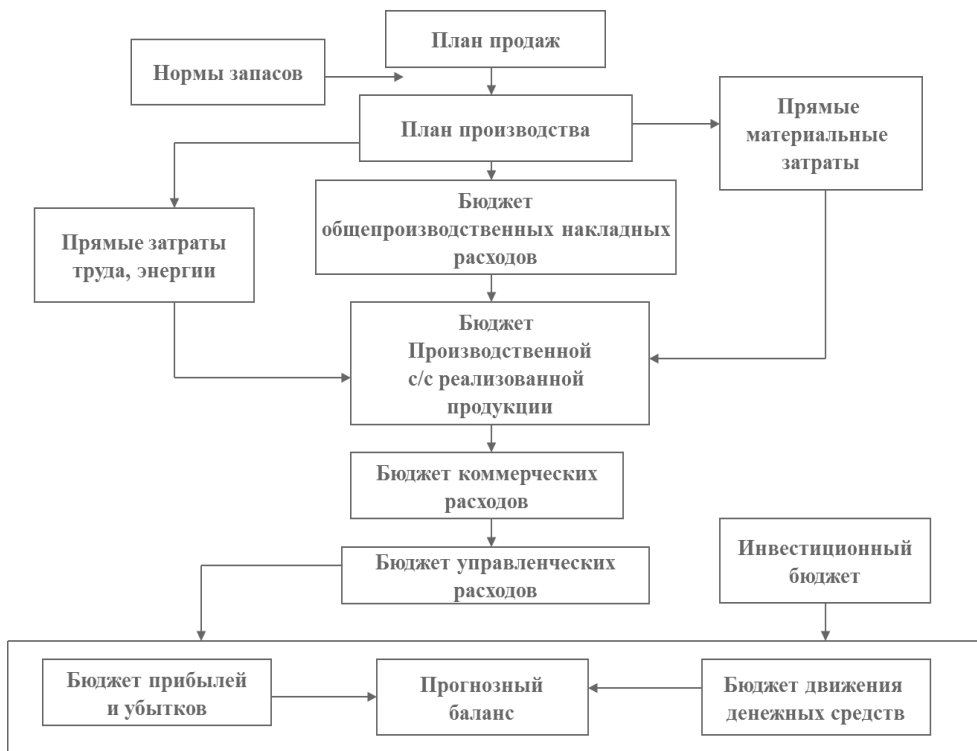 План продаж
Нормы запасов
План производства
Прямые
материальные
затраты
Бюджет
общепроизводственных накладных
расходов
Прямые затраты
труда, энергии
Бюджет
Производственной
с/с реализованной
продукции
Бюджет коммерческих
расходов
Бюджет управленческих
расходов
Инвестиционный
бюджет
Бюджет прибылей
и убытков
Прогнозный
баланс
Бюджет движения
денежных средств